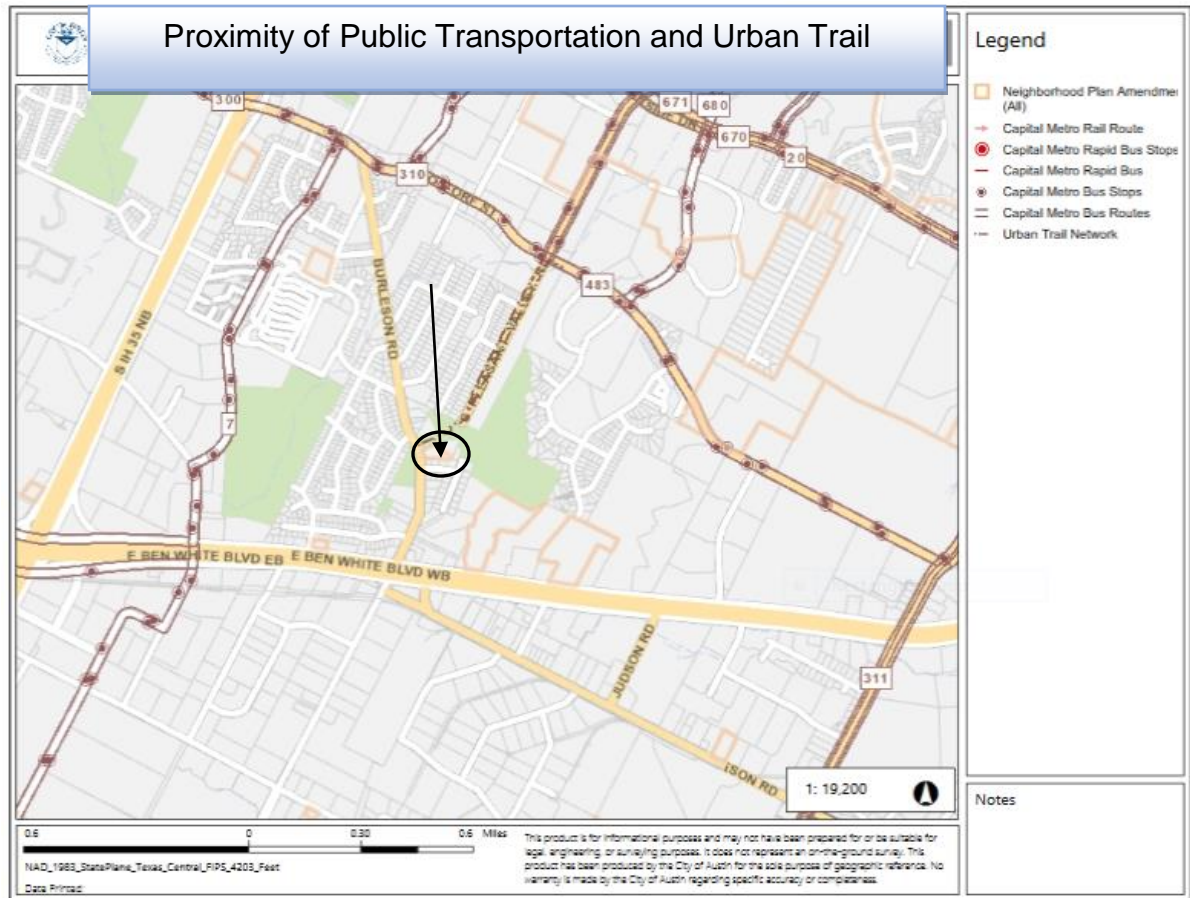 Proximity of Public Transportation and Urban Trail
Legend
Neighborhood Plan Amendmen
(All)
Capital Metro Rail Route
Capital Metro Rapid Bus Stops
Capital Metro Rapid Bus
Capital Metro Bus Stops
Capital Metro Bus Routes
Urban Trail Network
300
671
680
670
20
310
483
BURLESON RD
S IH 35 NB
7
E BEN WHITE BLVD EB
E BEN WHITE BLVD WB
JUDSON RD
311
SON RD
1: 19,200
Notes
0.6 0 0.30 0.6 Miles
NAD_1983_StatePlane_Texas_Central_FIPS_4203_Feet
Date Printed:
This product is for informational purposes and may not have been prepared for or be suitable for
legal, engineering, or surveying purposes. It does not represent an on-the-ground survey. This
product has been produced by the City of Austin for the sole purpose of geographic reference. No
warranty is made by the City of Austin regarding specific accuracy or completeness.